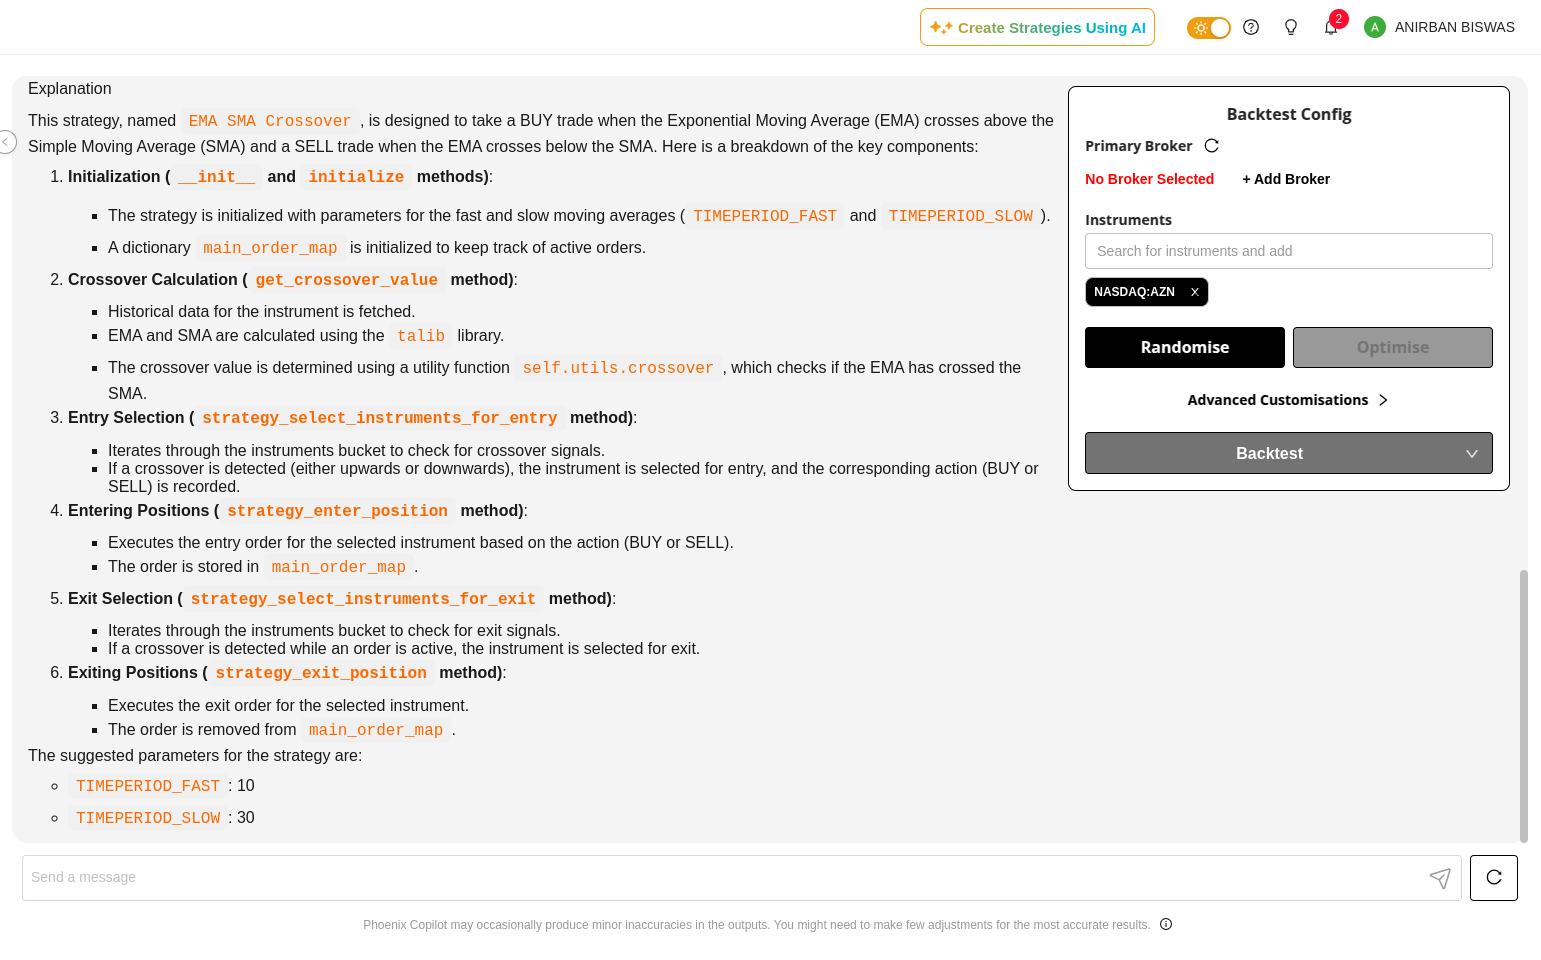 Create Strategies Using AI
2
A
ANIRBAN BISWAS
Explanation
This strategy, named EMA SMA Crossover, is designed to take a BUY trade when the Exponential Moving Average (EMA) crosses above the
Simple Moving Average (SMA) and a SELL trade when the EMA crosses below the SMA. Here is a breakdown of the key components:
1. Initialization ( __init__ and initialize methods):
The strategy is initialized with parameters for the fast and slow moving averages ( TIMEPERIOD_FAST and TIMEPERIOD_SLOW ).
A dictionary main_order_map is initialized to keep track of active orders.
2. Crossover Calculation ( get_crossover_value method):
Historical data for the instrument is fetched.
EMA and SMA are calculated using the talib library.
The crossover value is determined using a utility function self.utils.crossover , which checks if the EMA has crossed the
SMA.
3. Entry Selection ( strategy_select_instruments_for_entry method):
Iterates through the instruments bucket to check for crossover signals.
If a crossover is detected (either upwards or downwards), the instrument is selected for entry, and the corresponding action (BUY or
SELL) is recorded.
4. Entering Positions ( strategy_enter_position method):
Executes the entry order for the selected instrument based on the action (BUY or SELL).
The order is stored in main_order_map .
5. Exit Selection ( strategy_select_instruments_for_exit method):
Iterates through the instruments bucket to check for exit signals.
If a crossover is detected while an order is active, the instrument is selected for exit.
6. Exiting Positions ( strategy_exit_position method):
Executes the exit order for the selected instrument.
The order is removed from main_order_map .
The suggested parameters for the strategy are:
TIMEPERIOD_FAST : 10
TIMEPERIOD_SLOW : 30
Backtest Config
Primary Broker
No Broker Selected + Add Broker
Instruments
Search for instruments and add
NASDAQ:AZN
Randomise Optimise
Advanced Customisations
Backtest
Send a message
Phoenix Copilot may occasionally produce minor inaccuracies in the outputs. You might need to make few adjustments for the most accurate results.